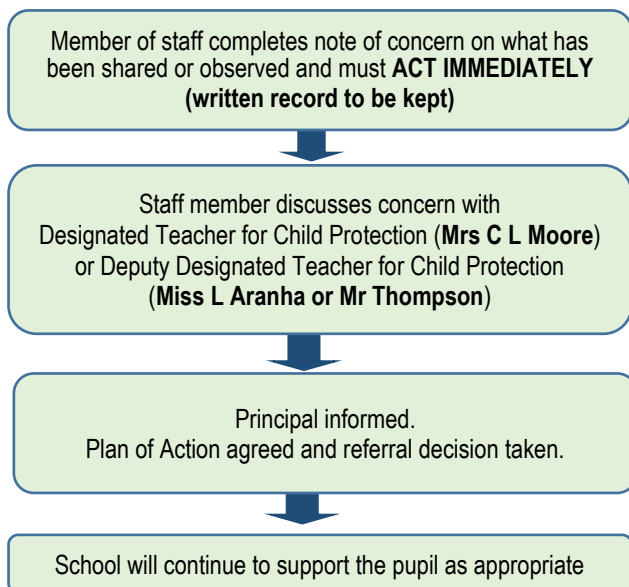 Member of staff completes note of concern on what has
been shared or observed and must ACT IMMEDIATELY
(written record to be kept)
Staff member discusses concern with
Designated Teacher for Child Protection (Mrs C L Moore)
or Deputy Designated Teacher for Child Protection
(Miss L Aranha or Mr Thompson)
Principal informed.
Plan of Action agreed and referral decision taken.
School will continue to support the pupil as appropriate